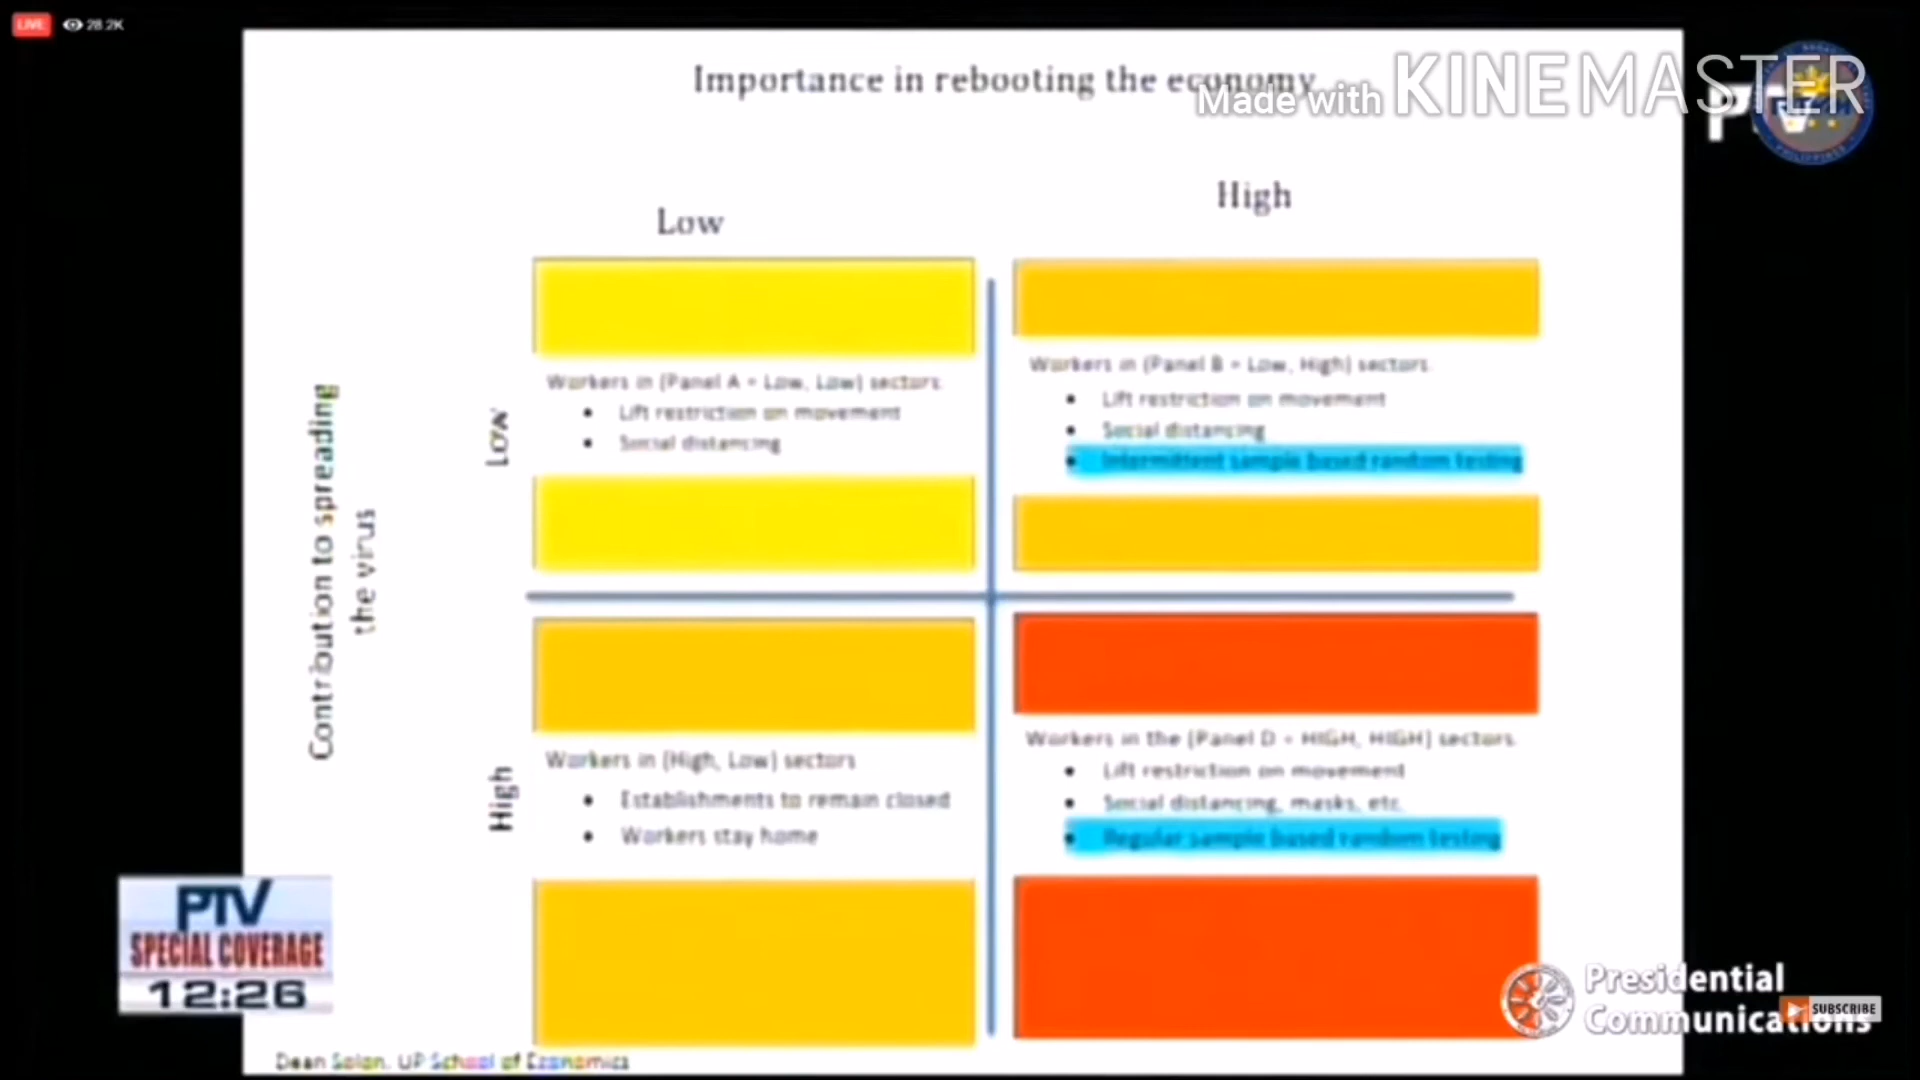 LIVE 28.2K
Importance in rebooting the economy
Made with KINEMASTER
PTV
Low
High
Contribution to spreading
the virus
Low
Workers in (Panel A = Low, Low) sectors
• Lift restriction on movement
• Social distancing
Workers in (Panel B = Low, High) sectors
• Lift restriction on movement
• Social distancing
• Intermittent sample based random testing
High
Workers in (High, Low) sectors
• Establishments to remain closed
• Workers stay home
Workers in the (Panel D = HIGH, HIGH) sectors
• Lift restriction on movement
• Social distancing, masks, etc.
• Regular sample based random testing
PTV
SPECIAL COVERAGE
12:26
Presidential
Communications
SUBSCRIBE
Dean Solon, UP School of Economics